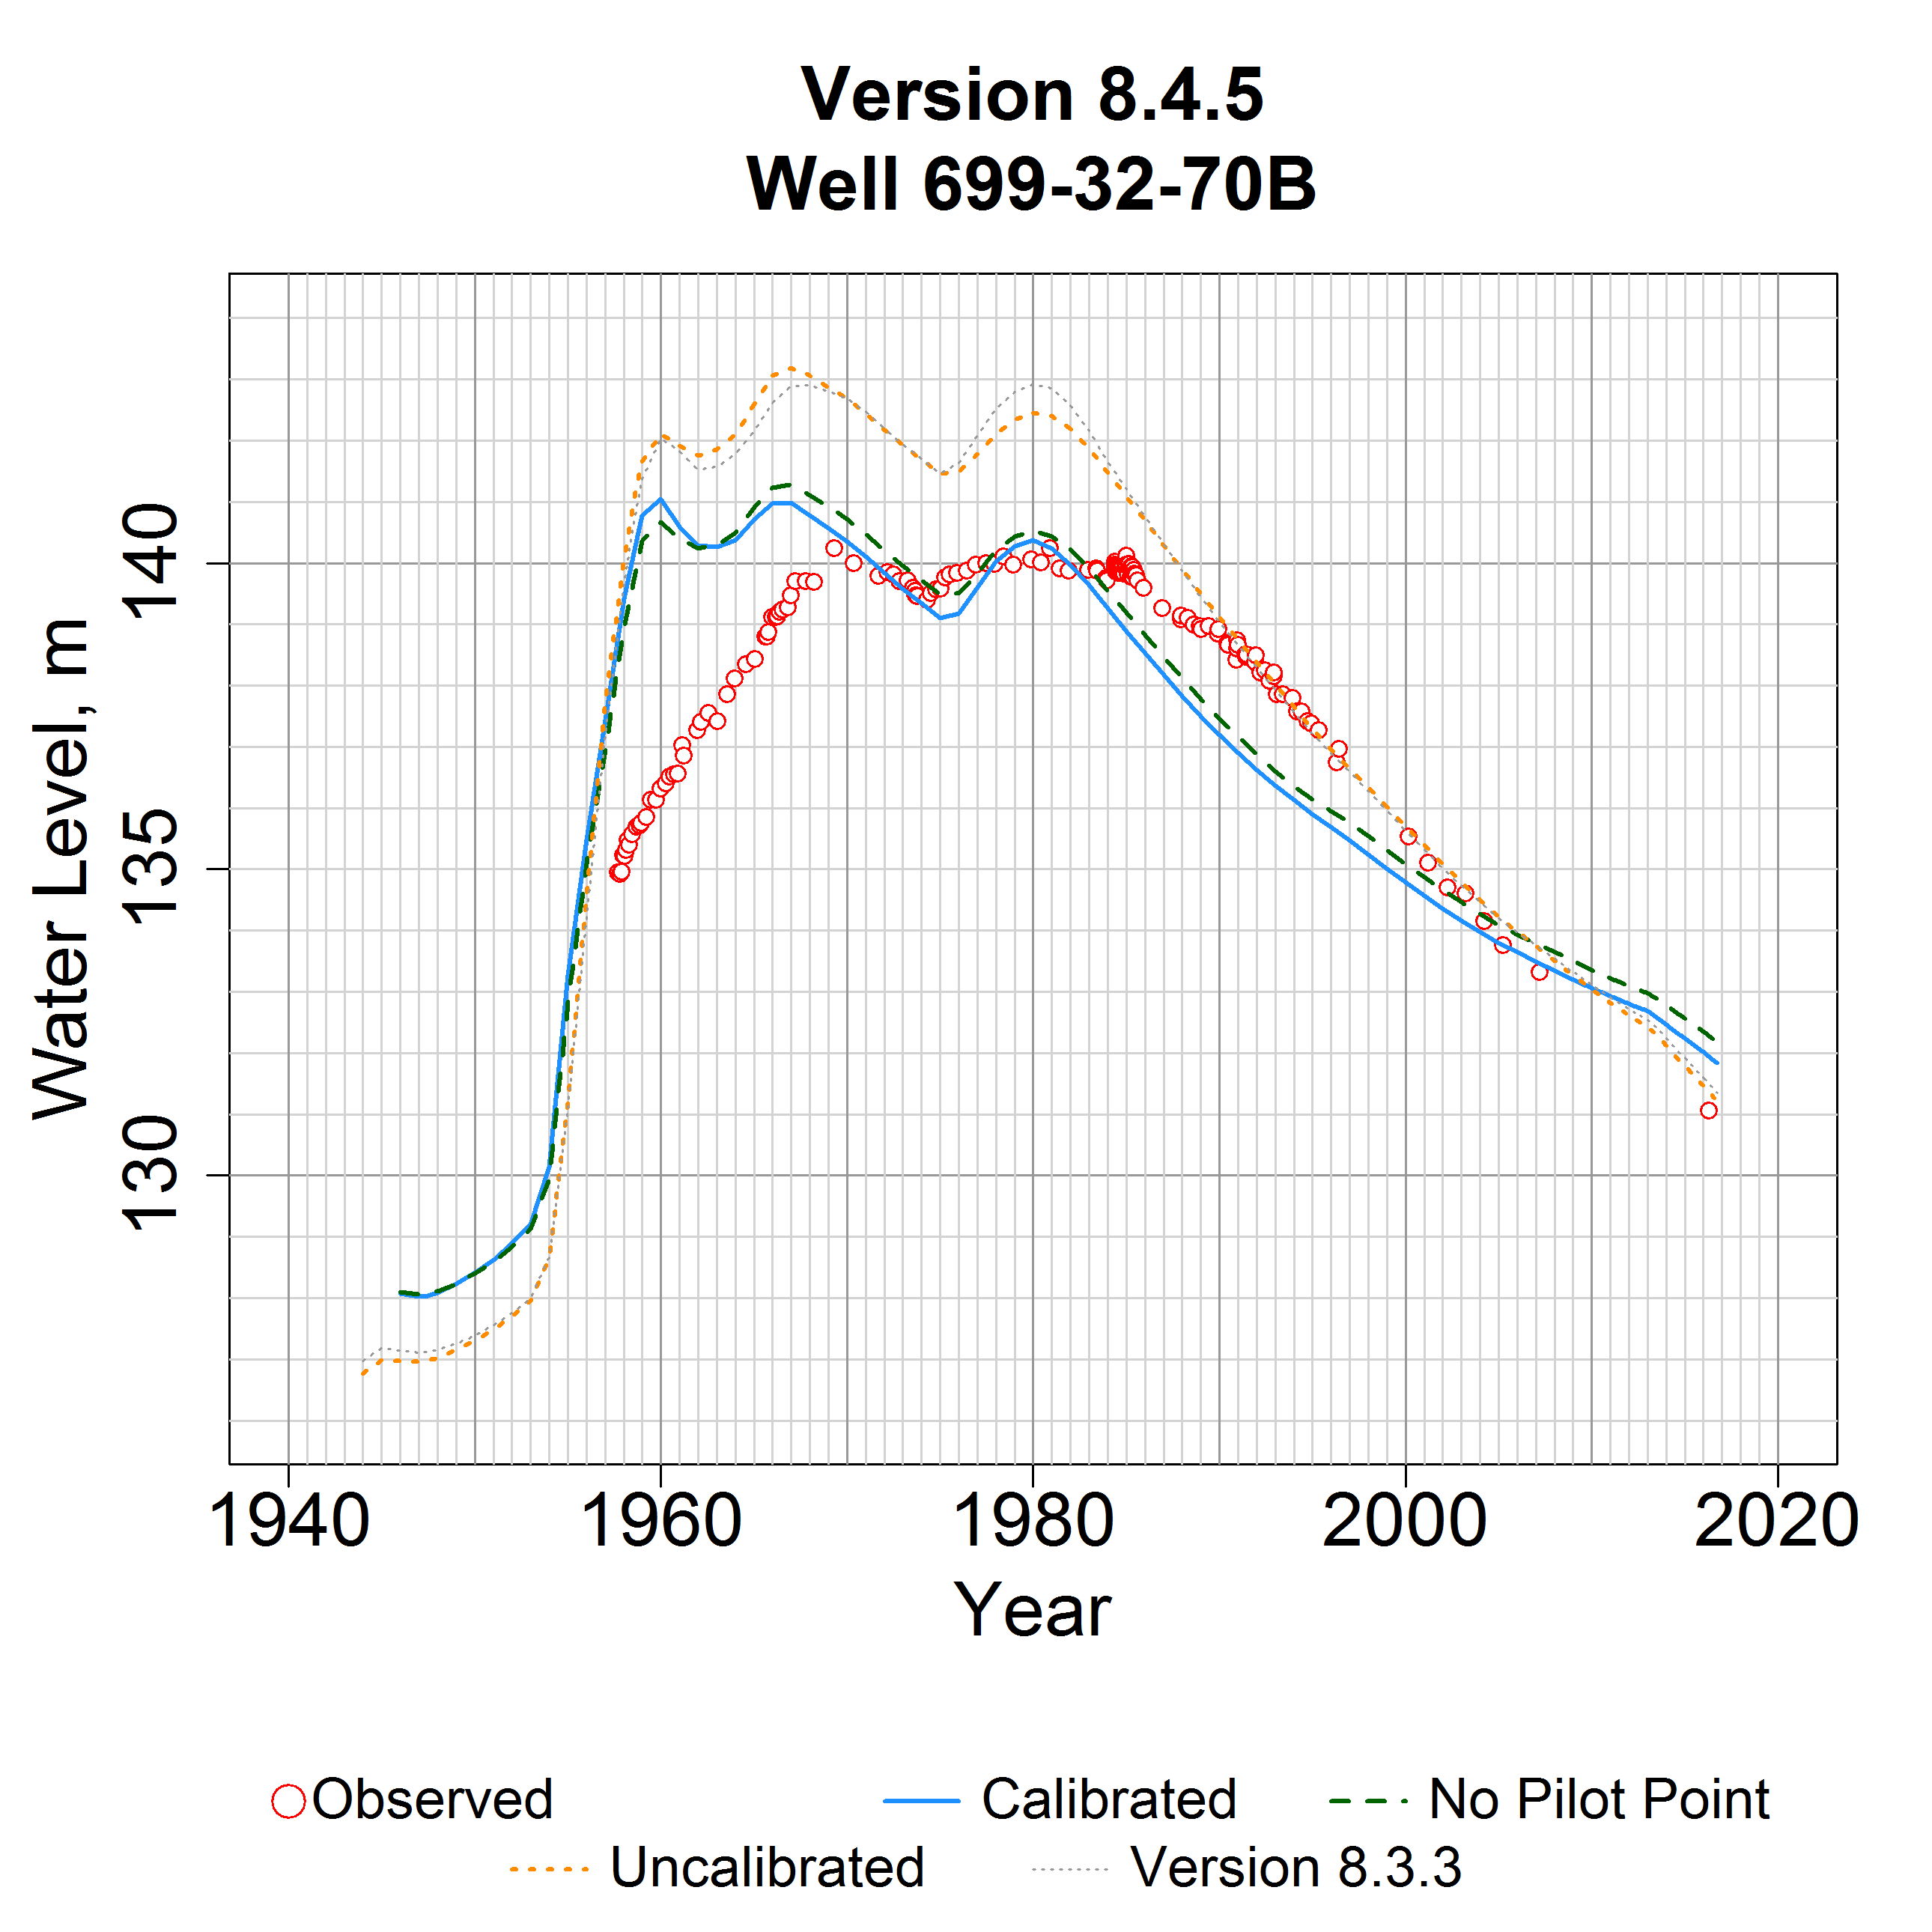 Version 8.4.5
Well 699-32-70B
Water Level, m
140
135
130
1940 1960 1980 2000 2020
Year
Observed Calibrated No Pilot Point
Uncalibrated Version 8.3.3